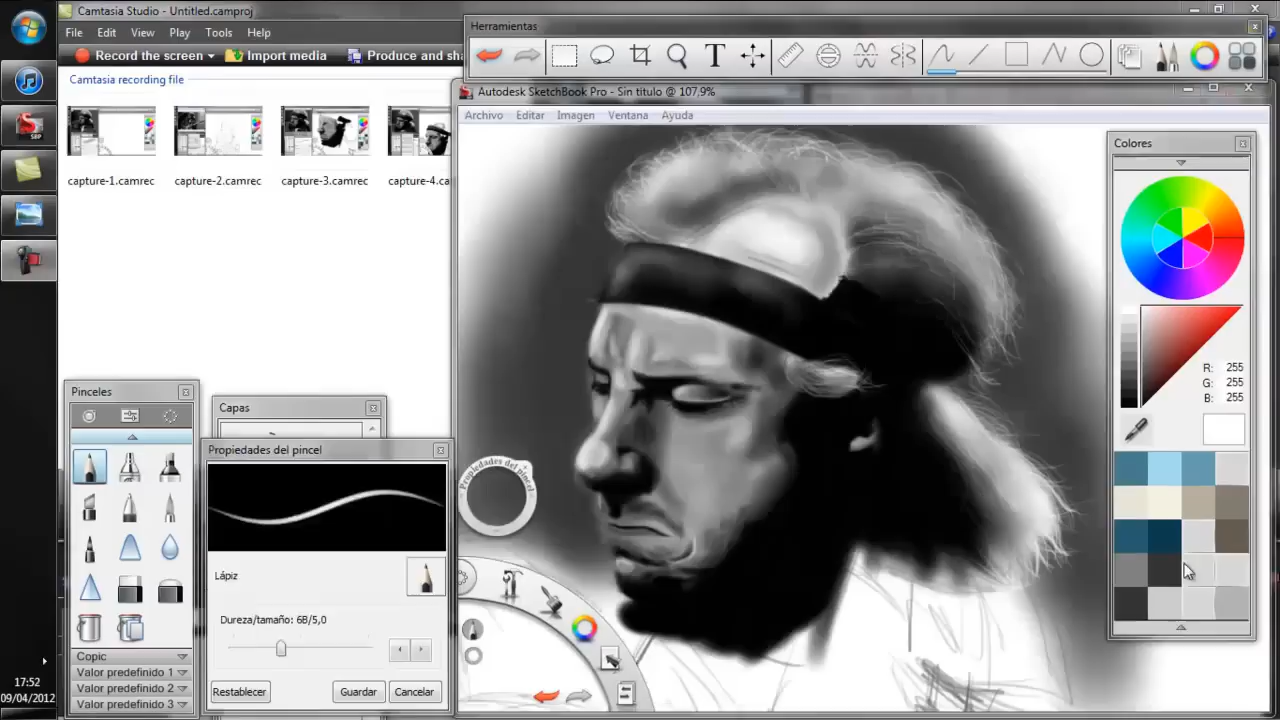 Camtasia Studio - Untitled.camproj
File Edit View Play Tools Help
Record the screen Import media Produce and sha
Camtasia recording file
capture-1.camrec capture-2.camrec capture-3.camrec capture-4.camrec
Herramientas
T
Autodesk SketchBook Pro - Sin titulo @ 107,9%
Archivo Editar Imagen Ventana Ayuda
Colores
R: 255
G: 255
B: 255
Pinceles
Copic
Valor predefinido 1
Valor predefinido 2
Valor predefinido 3
Capas
Propiedades del pincel
Lápiz
Dureza/tamaño: 6B/5,0
Restablecer Guardar Cancelar
Propiedades del pincel
SBP
17:52
09/04/2012